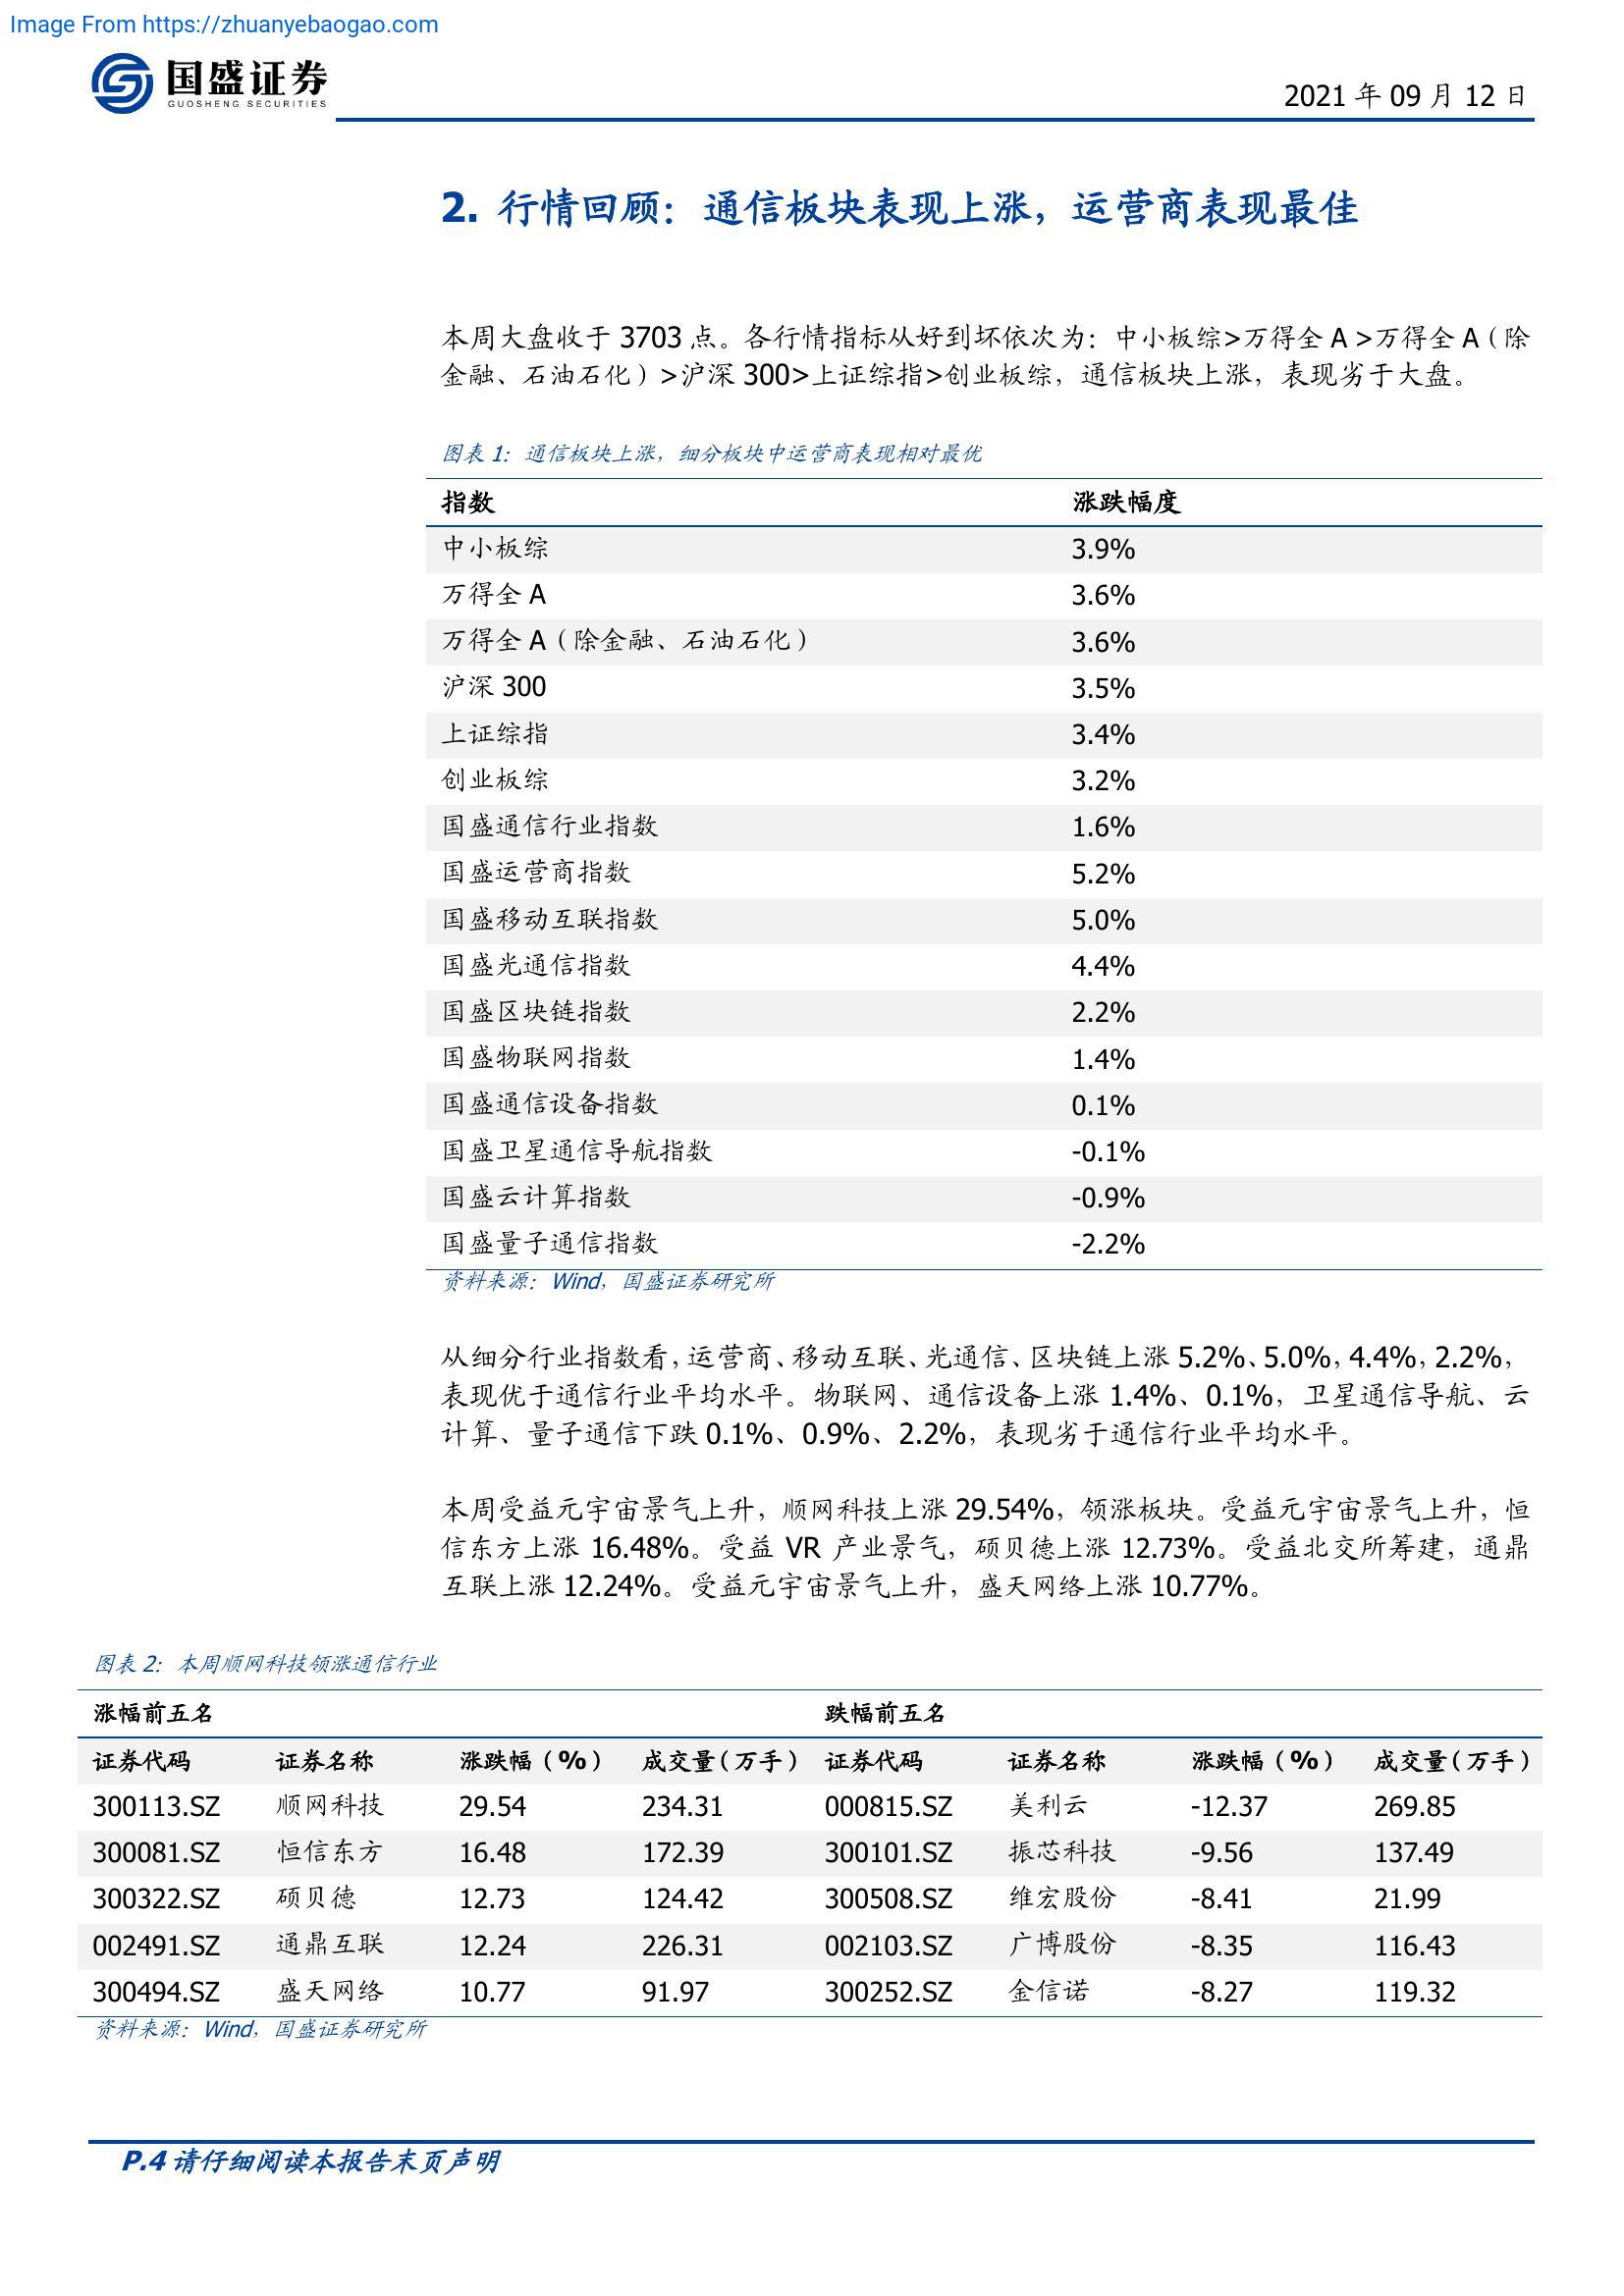 Image From https://zhuanyebaogao.com
国盛证券
GUOSHENG SECURITIES
2021 年 09 月 12 日
2. 行情回顾：通信板块表现上涨，运营商表现最佳
本周大盘收于 3703 点。各行情指标从好到坏依次为：中小板综>万得全 A >万得全 A（除
金融、石油石化）>沪深 300>上证综指>创业板综，通信板块上涨，表现劣于大盘。
图表 1：通信板块上涨，细分板块中运营商表现相对最优
指数 涨跌幅度
中小板综 3.9%
万得全 A 3.6%
万得全 A（除金融、石油石化） 3.6%
沪深 300 3.5%
上证综指 3.4%
创业板综 3.2%
国盛通信行业指数 1.6%
国盛运营商指数 5.2%
国盛移动互联指数 5.0%
国盛光通信指数 4.4%
国盛区块链指数 2.2%
国盛物联网指数 1.4%
国盛通信设备指数 0.1%
国盛卫星通信导航指数 -0.1%
国盛云计算指数 -0.9%
国盛量子通信指数 -2.2%
资料来源：Wind，国盛证券研究所
从细分行业指数看，运营商、移动互联、光通信、区块链上涨 5.2%、5.0%，4.4%，2.2%，
表现优于通信行业平均水平。物联网、通信设备上涨 1.4%、0.1%，卫星通信导航、云
计算、量子通信下跌 0.1%、0.9%、2.2%，表现劣于通信行业平均水平。
本周受益元宇宙景气上升，顺网科技上涨 29.54%，领涨板块。受益元宇宙景气上升，恒
信东方上涨 16.48%。受益 VR 产业景气，硕贝德上涨 12.73%。受益北交所筹建，通鼎
互联上涨 12.24%。受益元宇宙景气上升，盛天网络上涨 10.77%。
图表 2：本周顺网科技领涨通信行业
涨幅前五名 跌幅前五名
证券代码 证券名称 涨跌幅（%） 成交量（万手） 证券代码 证券名称 涨跌幅（%） 成交量（万手）
300113.SZ 顺网科技 29.54 234.31 000815.SZ 美利云 -12.37 269.85
300081.SZ 恒信东方 16.48 172.39 300101.SZ 振芯科技 -9.56 137.49
300322.SZ 硕贝德 12.73 124.42 300508.SZ 维宏股份 -8.41 21.99
002491.SZ 通鼎互联 12.24 226.31 002103.SZ 广博股份 -8.35 116.43
300494.SZ 盛天网络 10.77 91.97 300252.SZ 金信诺 -8.27 119.32
资料来源：Wind，国盛证券研究所
P.4 请仔细阅读本报告末页声明